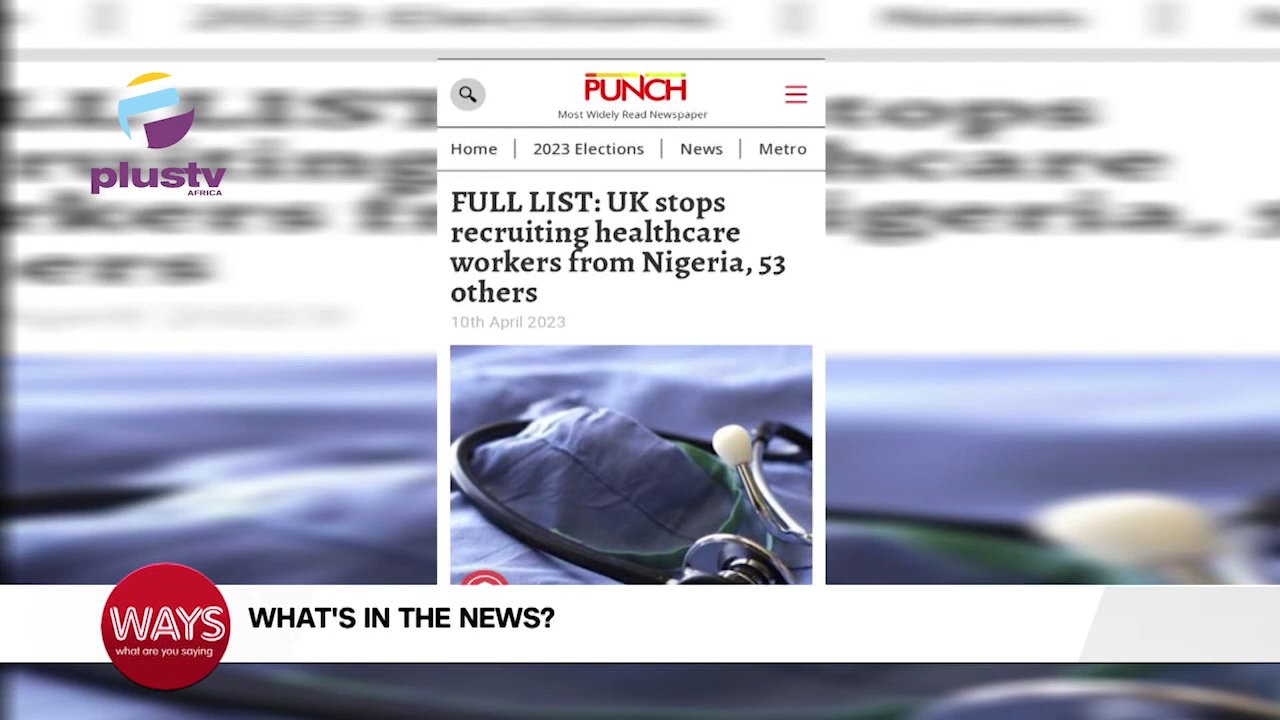 plustv
AFRICA
PUNCH
Most Widely Read Newspaper
Home | 2023 Elections | News | Metro
FULL LIST: UK stops
recruiting healthcare
workers from Nigeria, 53
others
10th April 2023
WAYS
what are you saying
WHAT'S IN THE NEWS?